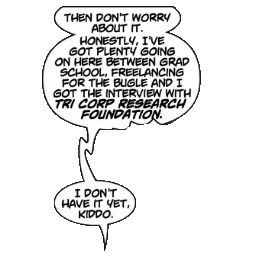 THEN DON'T WORRY
ABOUT IT.
HONESTLY, I'VE
GOT PLENTY GOING
ON HERE BETWEEN GRAD
SCHOOL, FREELANCING
FOR THE BUGLE AND I
GOT THE INTERVIEW WITH
TRI CORP RESEARCH
FOUNDATION.
I DON'T
HAVE IT YET,
KIDDO.